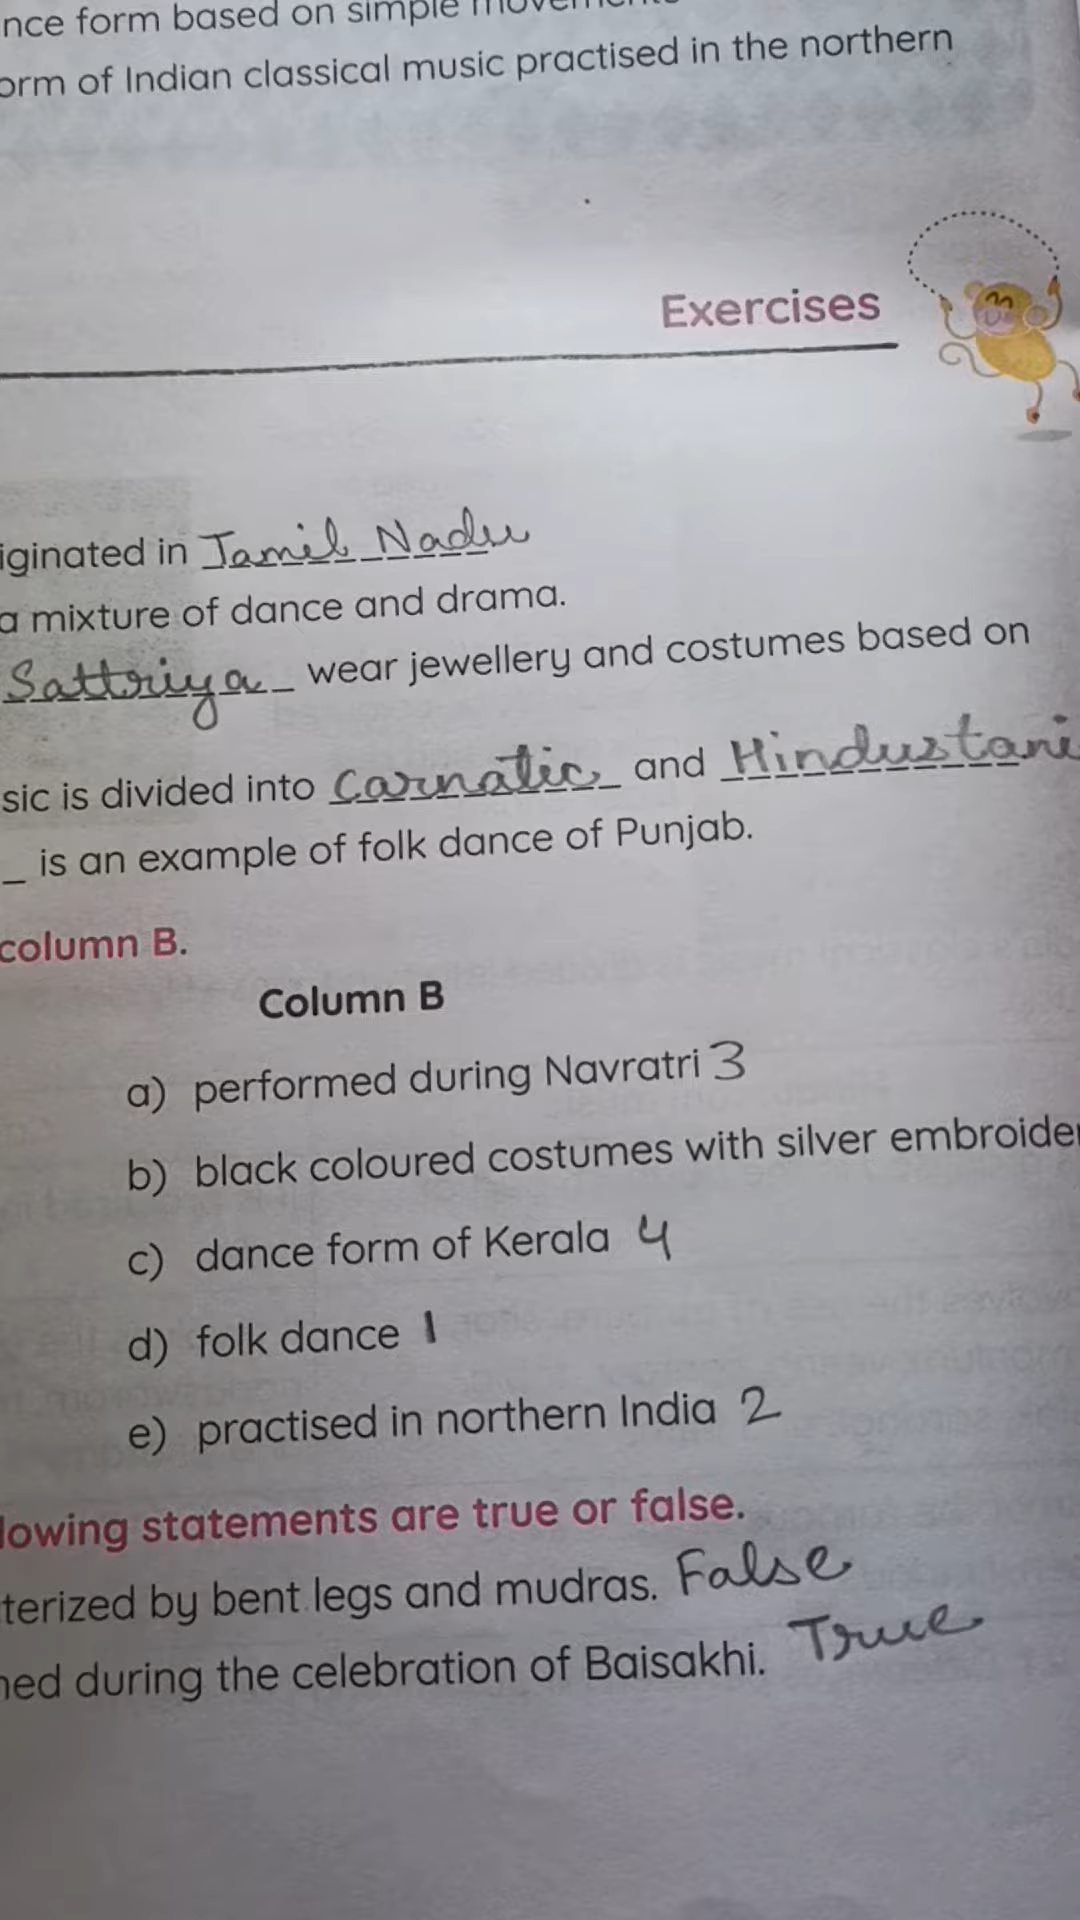 nce form based on simple movements
orm of Indian classical music practised in the northern
Exercises
iginated in Tamil Nadu
a mixture of dance and drama.
Sattriya wear jewellery and costumes based on
sic is divided into Carnatic and Hindustani
_ is an example of folk dance of Punjab.
column B.
Column B
a) performed during Navratri 3
b) black coloured costumes with silver embroider
c) dance form of Kerala 4
d) folk dance 1
e) practised in northern India 2
lowing statements are true or false.
terized by bent legs and mudras. False
ned during the celebration of Baisakhi. True